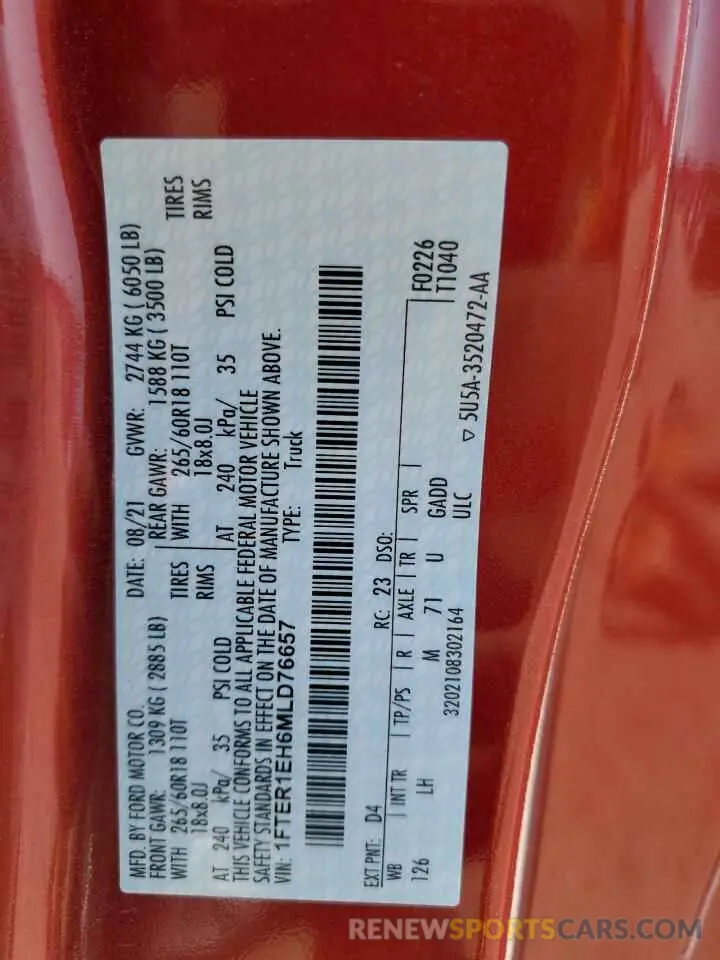 MFD. BY FORD MOTOR CO.
DATE: 08/21 GVWR: 2744 KG ( 6050 LB)
FRONT GAWR: 1309 KG ( 2885 LB) REAR GAWR: 1588 KG ( 3500 LB)
WITH 265/60R18 110T TIRES WITH 265/60R18 110T TIRES
18x8.0J RIMS 18x8.0J RIMS
AT 240 kPa/ 35 PSI COLD AT 240 kPa/ 35 PSI COLD
THIS VEHICLE CONFORMS TO ALL APPLICABLE FEDERAL MOTOR VEHICLE
SAFETY STANDARDS IN EFFECT ON THE DATE OF MANUFACTURE SHOWN ABOVE.
VIN: 1FTER1EH6MLD76657 TYPE: Truck
EXT PNT: D4 RC: 23 DSO:
WB INT TR TP/PS R AXLE TR SPR F0226
126 LH M 71 U GADD T1040
3202108302164 ULC
▽ 5U5A-3520472-AA
RENEWSPORTSCARS.COM